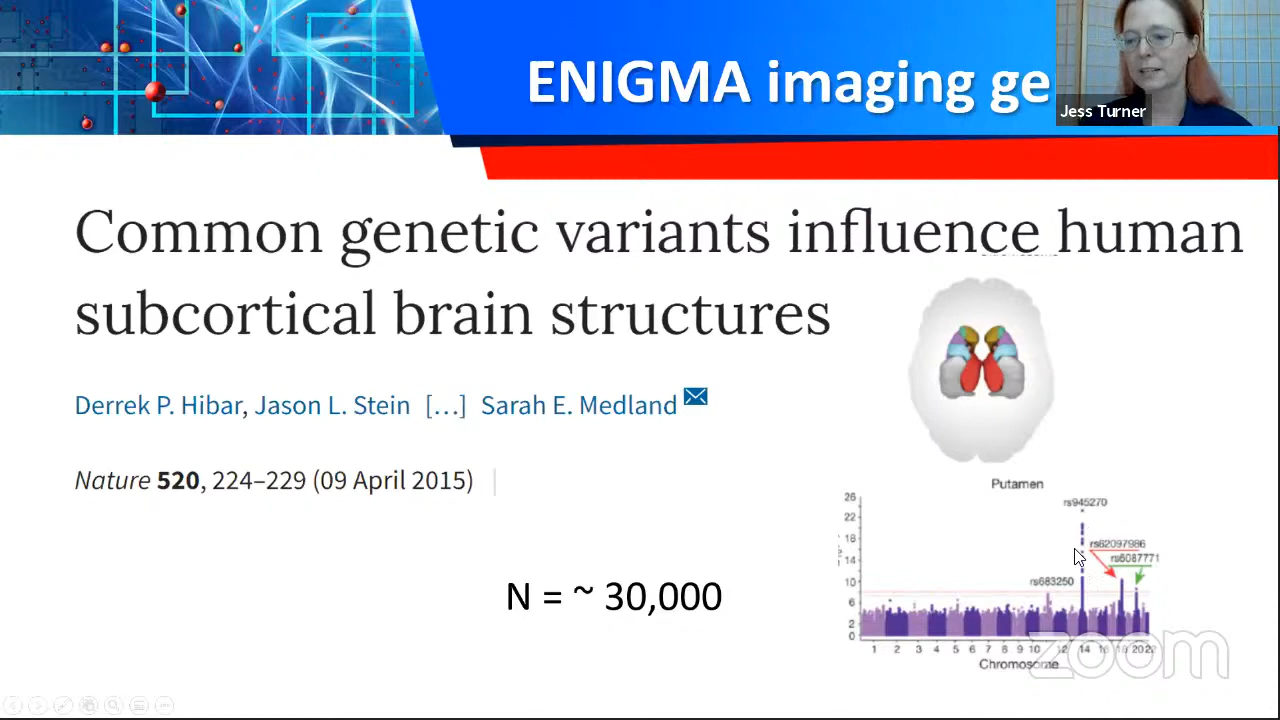 ENIGMA imaging ge
Jess Turner
Common genetic variants influence human
subcortical brain structures
Derrek P. Hibar, Jason L. Stein […] Sarah E. Medland
Nature 520, 224–229 (09 April 2015)
N = ~ 30,000
Putamen
26
22
18
14
10
6
2
0
rs945270
rs62097986
rs6087771
rs683250
1 2 3 4 5 6 7 8 9 10 12 14 16 18 20 22
Chromosome
zoom